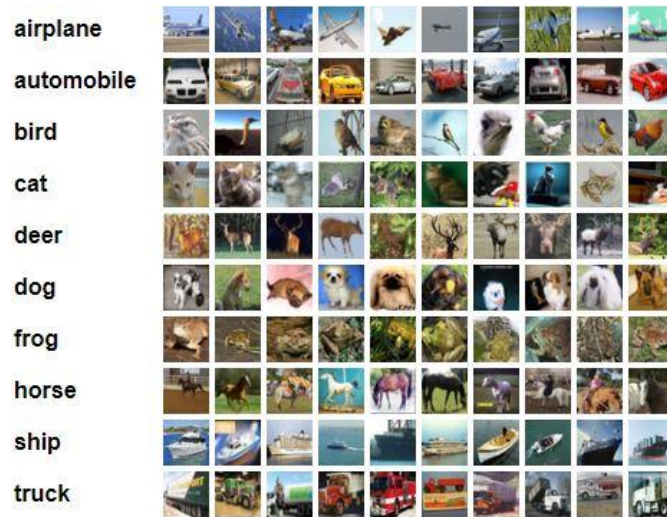 airplane
automobile
bird
cat
deer
dog
frog
horse
ship
truck